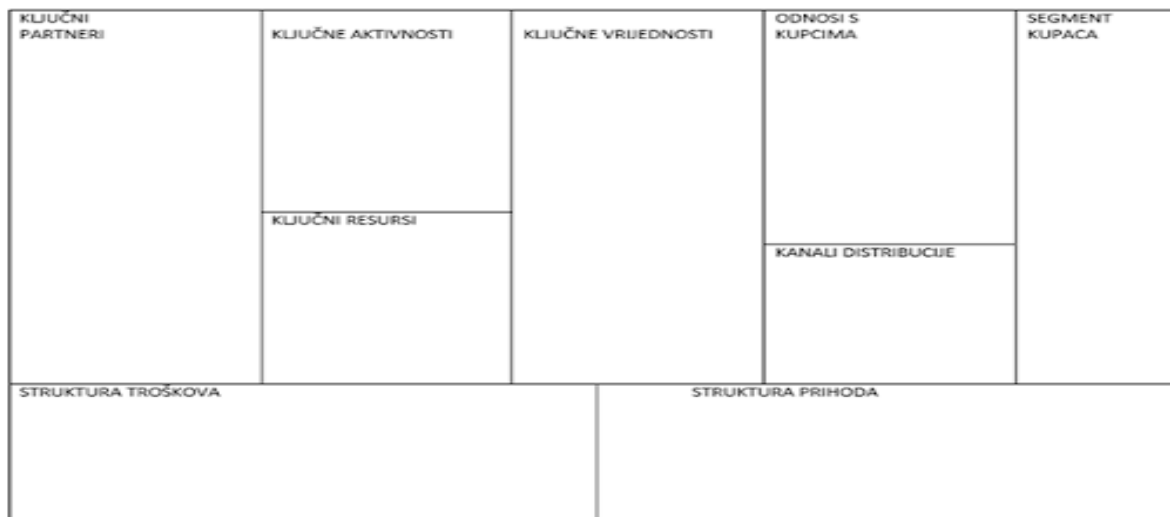 KLJUČNI
PARTNERI
KLJUČNE AKTIVNOSTI
KLJUČNI RESURSI
KLJUČNE VRIJEDNOSTI
ODNOSI S
KUPCIMA
KANALI DISTRIBUCIJE
SEGMENT
KUPACA
STRUKTURA TROŠKOVA
STRUKTURA PRIHODA